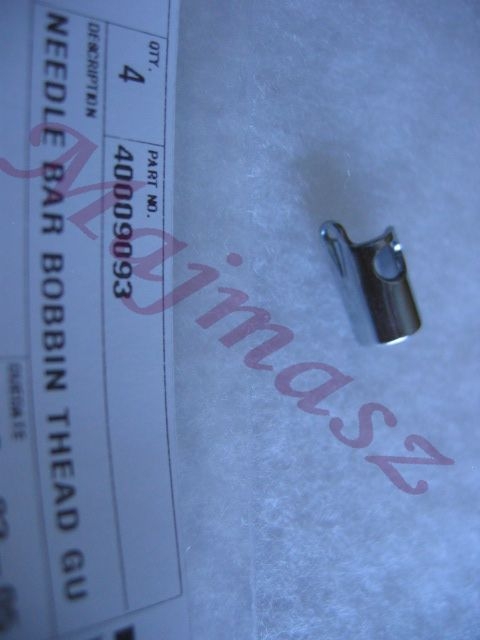 QTY.
4
PART NO.
40009093
DESCRIPTION
NEEDLE BAR BOBBIN THEAD GU
Majmasz